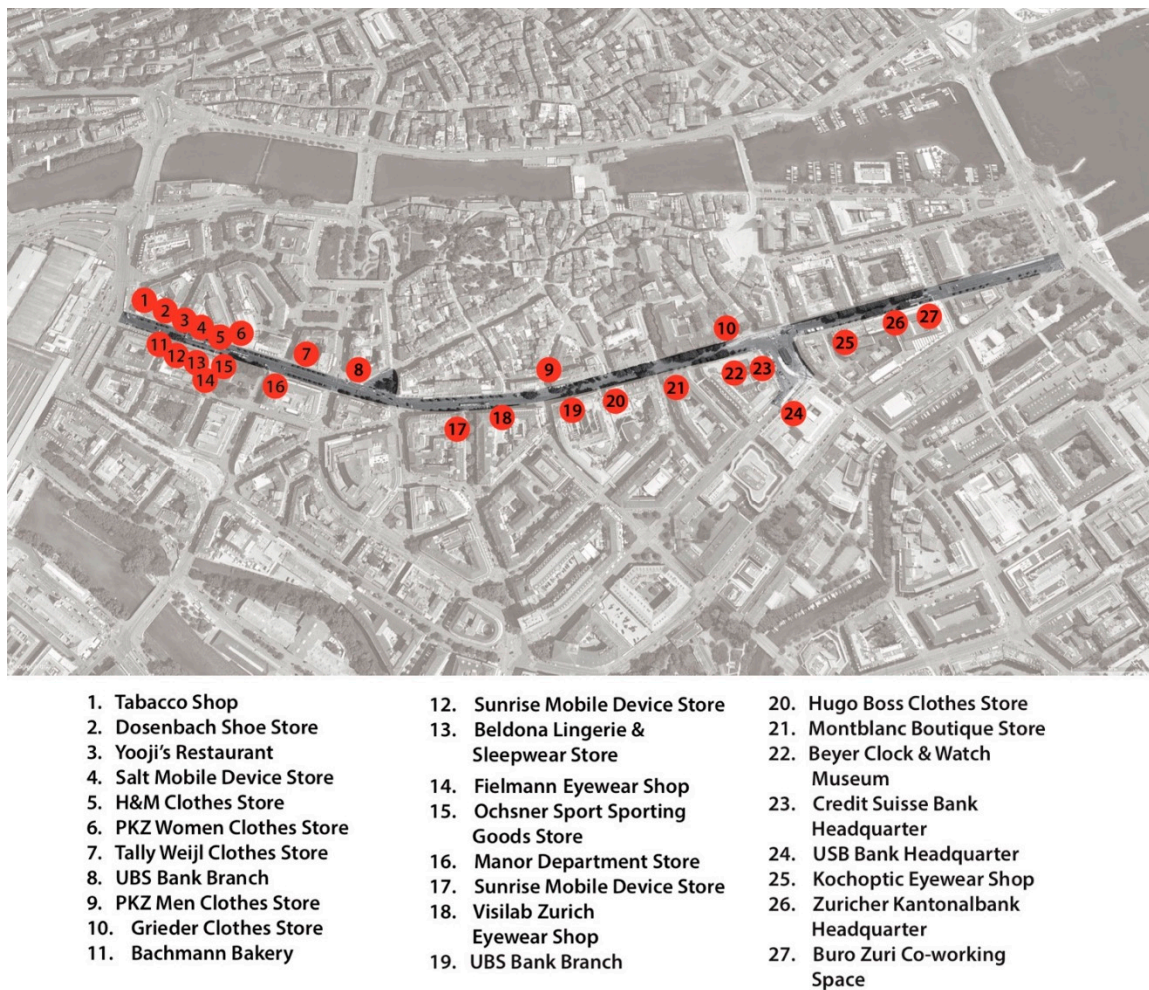 1
2
3
4
5
6
7
8
9
10
11
12
13
14
15
16
17
18
19
20
21
22
23
24
25
26
27
1. Tabacco Shop
2. Dosenbach Shoe Store
3. Yooji's Restaurant
4. Salt Mobile Device Store
5. H&M Clothes Store
6. PKZ Women Clothes Store
7. Tally Weijl Clothes Store
8. UBS Bank Branch
9. PKZ Men Clothes Store
10. Grieder Clothes Store
11. Bachmann Bakery
12. Sunrise Mobile Device Store
13. Beldona Lingerie &
Sleepwear Store
14. Fielmann Eyewear Shop
15. Ochsner Sport Sporting
Goods Store
16. Manor Department Store
17. Sunrise Mobile Device Store
18. Visilab Zurich
Eyewear Shop
19. UBS Bank Branch
20. Hugo Boss Clothes Store
21. Montblanc Boutique Store
22. Beyer Clock & Watch
Museum
23. Credit Suisse Bank
Headquarter
24. USB Bank Headquarter
25. Kochoptic Eyewear Shop
26. Zuricher Kantonalbank
Headquarter
27. Buro Zuri Co-working
Space